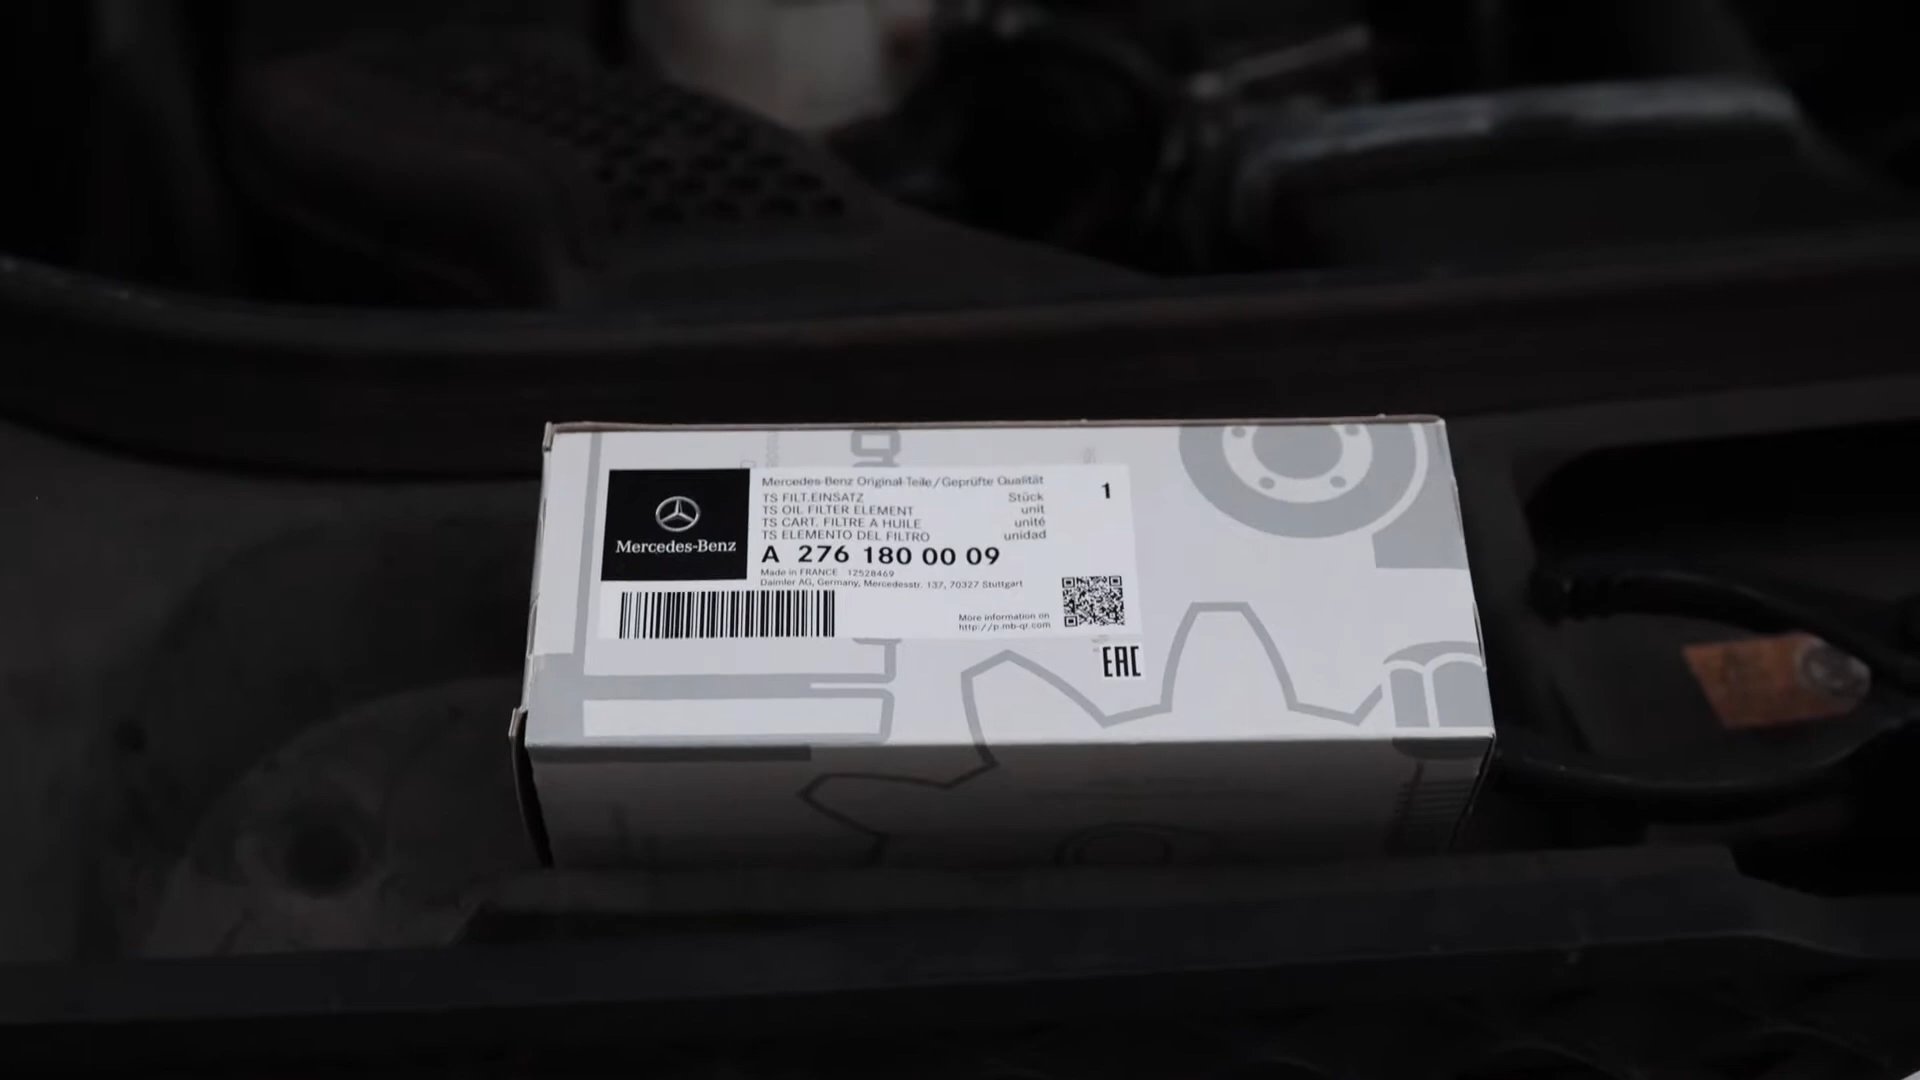 Mercedes-Benz
Mercedes-Benz Original-Teile/Geprüfte Qualität
1
TS FILT.EINSATZ Stück
TS OIL FILTER ELEMENT unit
TS CART. FILTRE A HUILE unité
TS ELEMENTO DEL FILTRO unidad
A 276 180 00 09
Made in FRANCE 12528469
Daimler AG, Germany, Mercedesstr. 137, 70327 Stuttgart
More information on
http://p.mb-qr.com
EAC